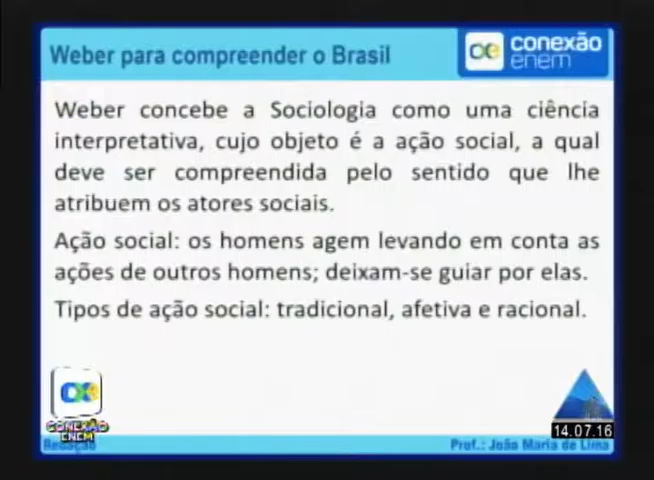 Weber para compreender o Brasil
conexão
enem
Weber concebe a Sociologia como uma ciência
interpretativa, cujo objeto é a ação social, a qual
deve ser compreendida pelo sentido que lhe
atribuem os atores sociais.
Ação social: os homens agem levando em conta as
ações de outros homens; deixam-se guiar por elas.
Tipos de ação social: tradicional, afetiva e racional.
CONEXÃO
ENEM
14.07.16
Redação
Prof.: João Maria de Lima